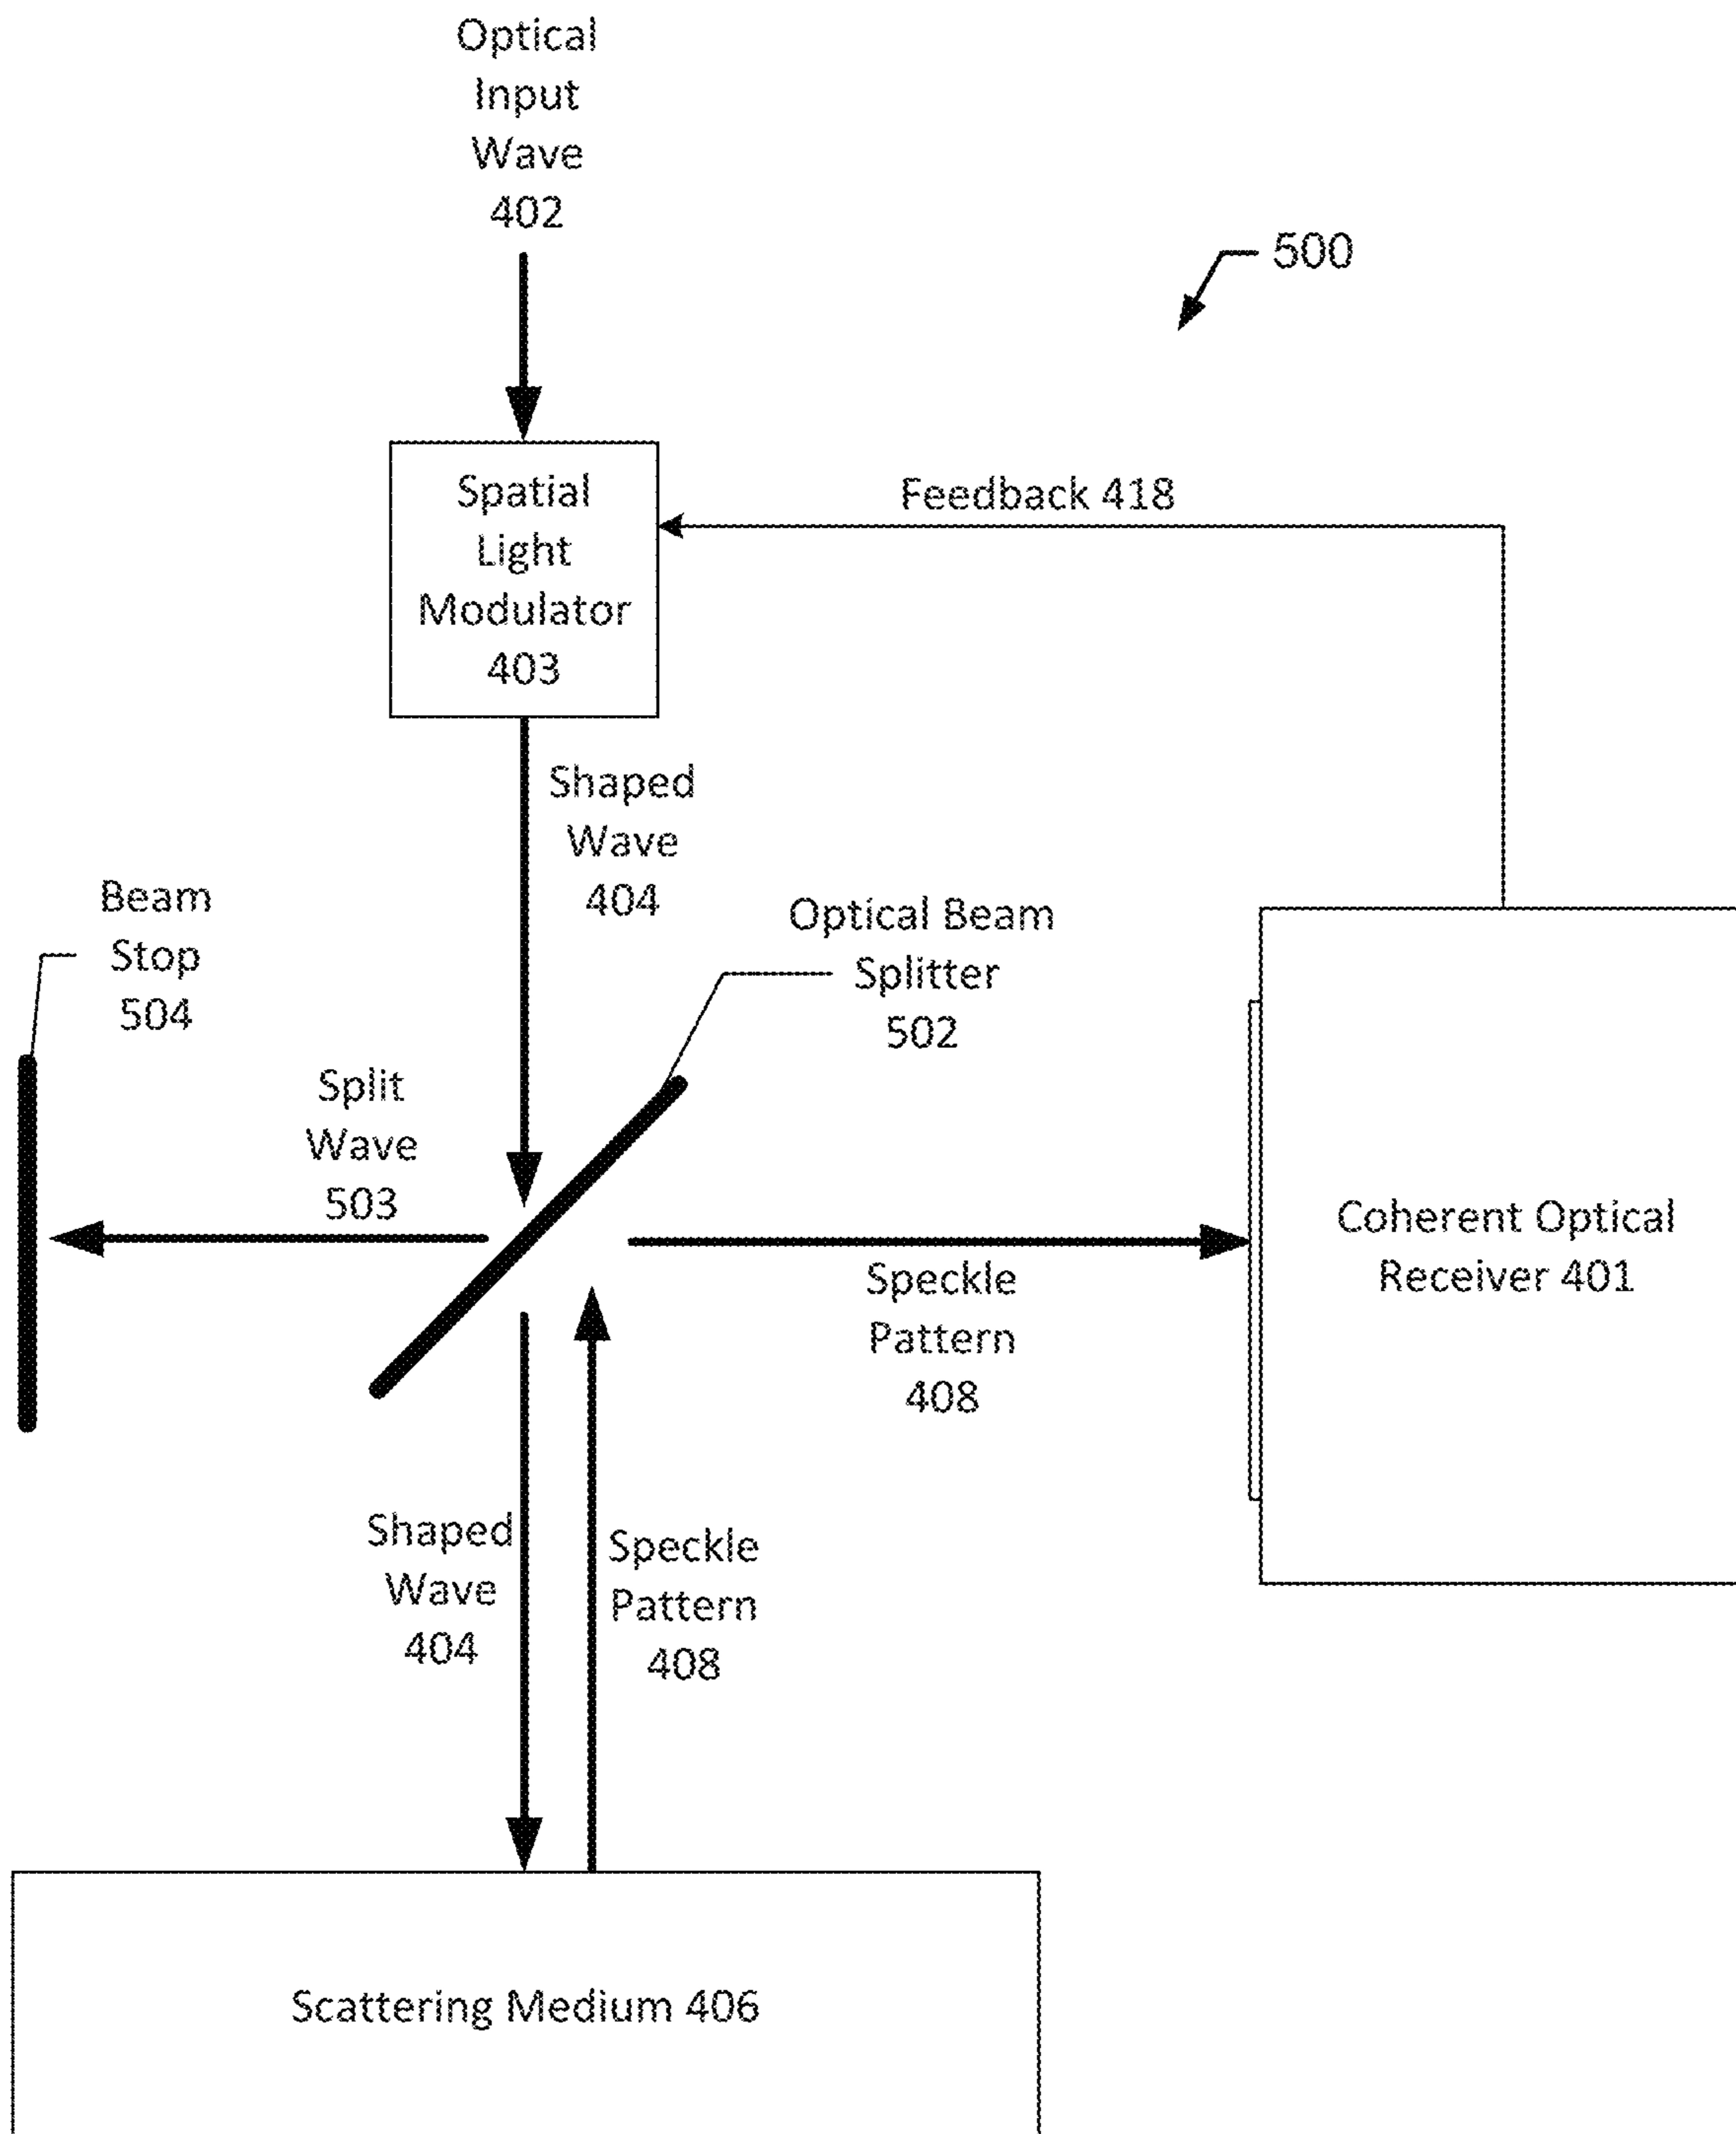 Optical
Input
Wave
402
500
Spatial
Light
Modulator
403
Feedback 418
Shaped
Wave
404
Beam
Stop
504
Optical Beam
Splitter
502
Split
Wave
503
Coherent Optical
Receiver 401
Speckle
Pattern
408
Shaped
Wave
404
Speckle
Pattern
408
Scattering Medium 406